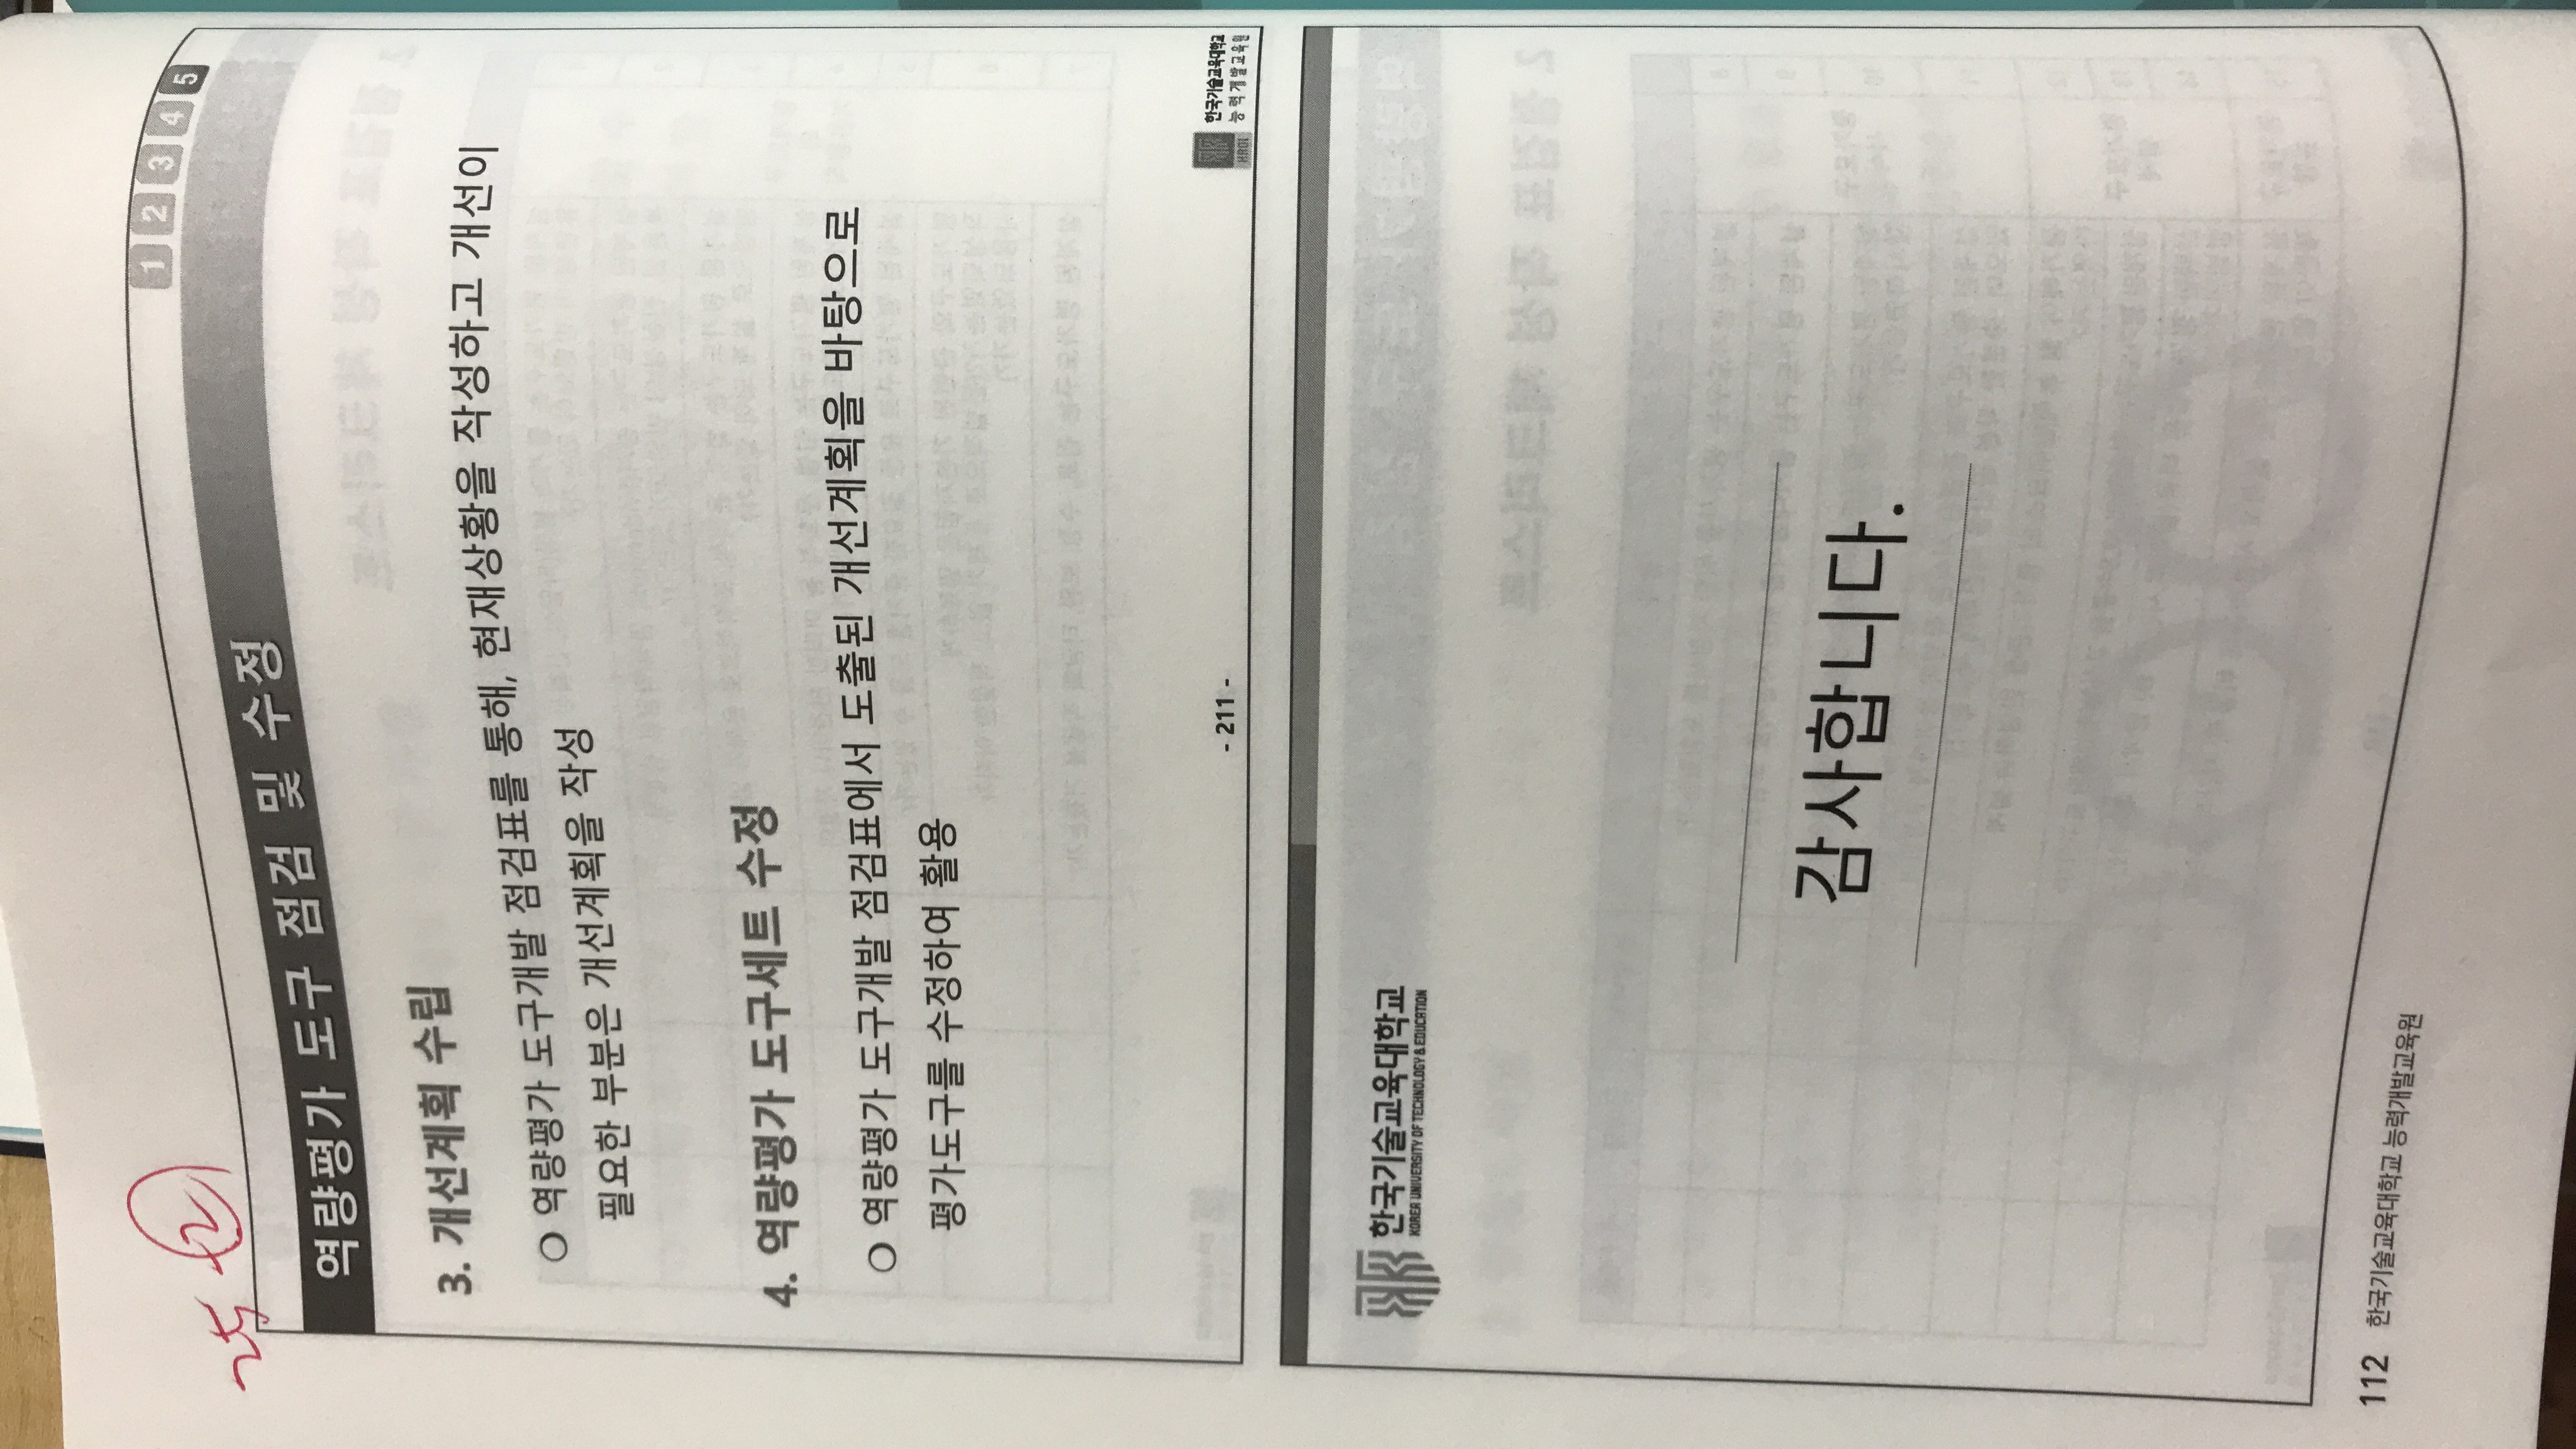 25 2
1 2 3 4 5
역량평가 도구 점검 및 수정
3. 개선계획 수립
○ 역량평가 도구개발 점검표를 통해, 현재상황을 작성하고 개선이
필요한 부분은 개선계획을 작성
4. 역량평가 도구세트 수정
○ 역량평가 도구개발 점검표에서 도출된 개선계획을 바탕으로
평가도구를 수정하여 활용
- 211 -
한국기술교육대학교
능력개발교육원
한국기술교육대학교
KOREA UNIVERSITY OF TECHNOLOGY & EDUCATION
감사합니다.
112 한국기술교육대학교 능력개발교육원